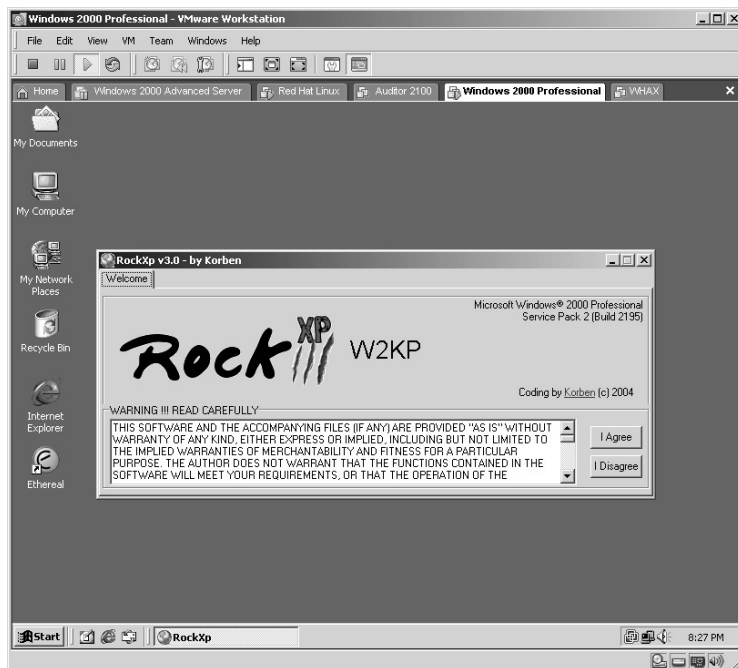 Windows 2000 Professional - VMware Workstation
File Edit View VM Team Windows Help
Home Windows 2000 Advanced Server Red Hat Linux Auditor 2100 Windows 2000 Professional WHAX
My Documents
My Computer
My Network
Places
Recycle Bin
Internet
Explorer
Ethereal
RockXp v3.0 - by Korben
Welcome
Microsoft Windows® 2000 Professional
Service Pack 2 (Build 2195)
Rock XP
W2KP
Coding by Korben (c) 2004
WARNING !!! READ CAREFULLY
THIS SOFTWARE AND THE ACCOMPANYING FILES (IF ANY) ARE PROVIDED "AS IS" WITHOUT
WARRANTY OF ANY KIND, EITHER EXPRESS OR IMPLIED, INCLUDING BUT NOT LIMITED TO
THE IMPLIED WARRANTIES OF MERCHANTABILITY AND FITNESS FOR A PARTICULAR
PURPOSE. THE AUTHOR DOES NOT WARRANT THAT THE FUNCTIONS CONTAINED IN THE
SOFTWARE WILL MEET YOUR REQUIREMENTS, OR THAT THE OPERATION OF THE
I Agree
I Disagree
Start RockXp 8:27 PM